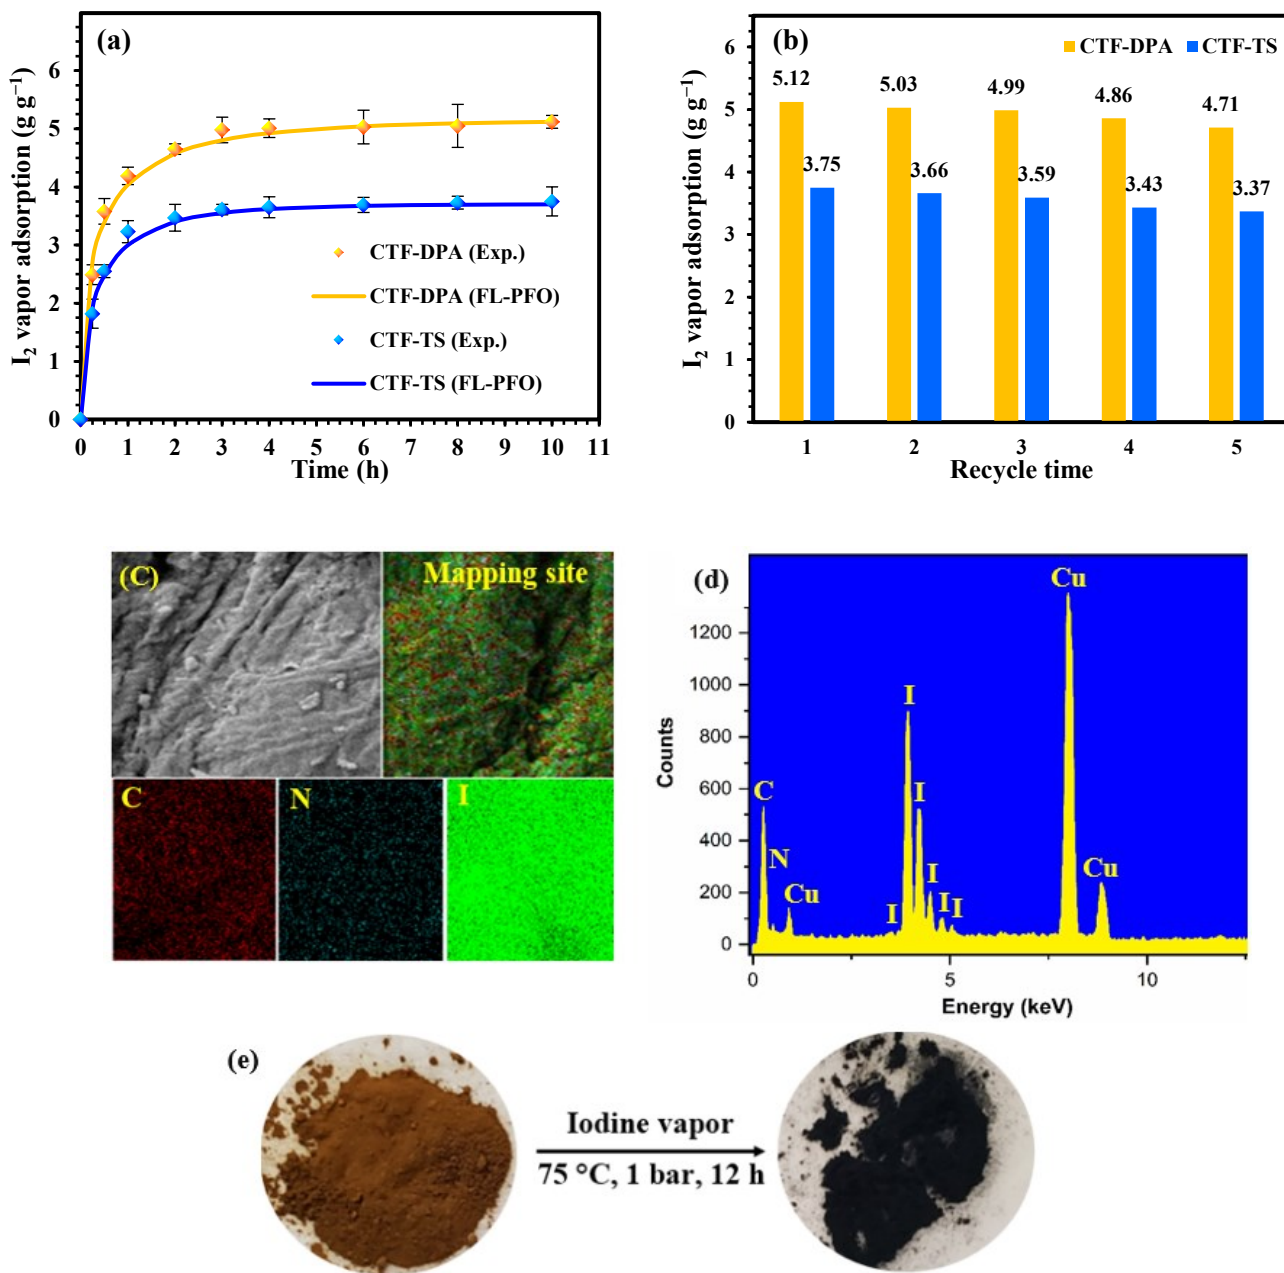 (a)
I₂ vapor adsorption (g g⁻¹)
6
5
4
3
2
1
0
CTF-DPA (Exp.)
CTF-DPA (FL-PFO)
CTF-TS (Exp.)
CTF-TS (FL-PFO)
0 1 2 3 4 5 6 7 8 9 10 11
Time (h)
(b)
CTF-DPA CTF-TS
I₂ vapor adsorption (g g⁻¹)
6
5
4
3
2
1
0
5.12 5.03 4.99 4.86 4.71
3.75 3.66 3.59 3.43 3.37
1 2 3 4 5
Recycle time
(C)
Mapping site
C N I
(d)
Counts
1200
1000
800
600
400
200
0
C
N
Cu
I
I
I
I
I
I
Cu
Cu
0 5 10
Energy (keV)
(e)
Iodine vapor
75 °C, 1 bar, 12 h